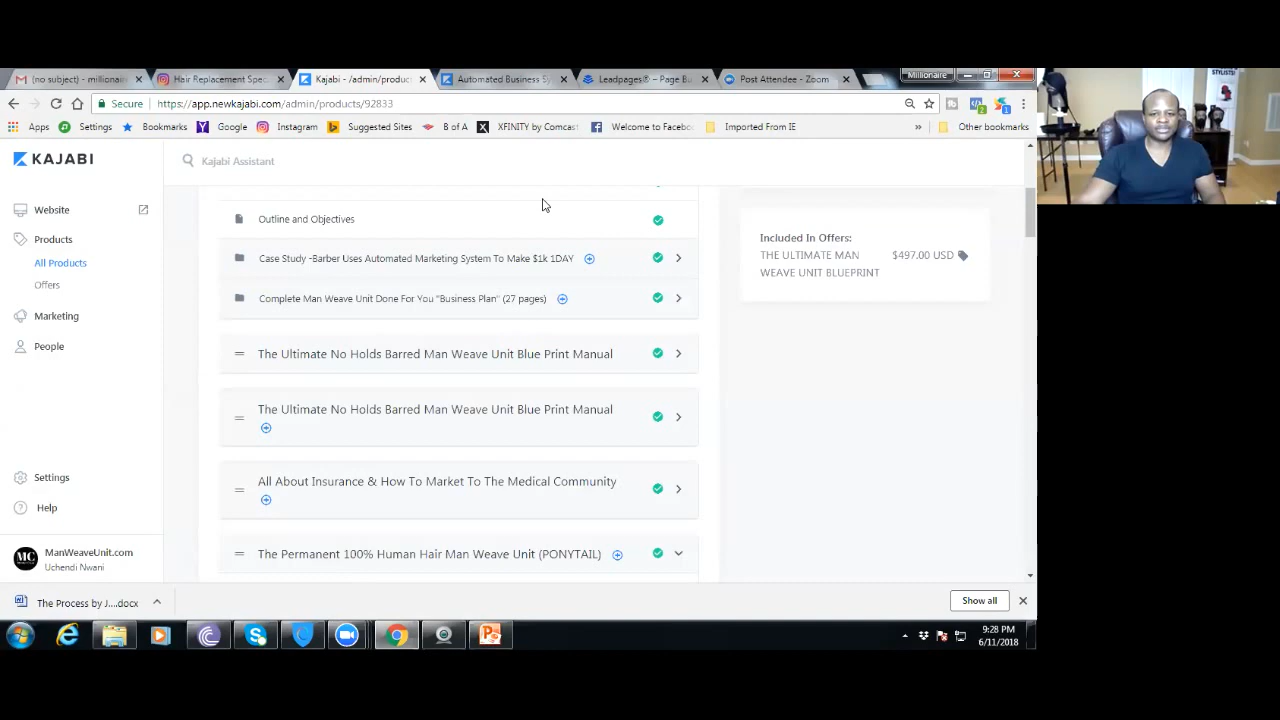 (no subject) - millionai
Hair Replacement Spec
Kajabi - /admin/produc
Automated Business Sy
Leadpages® – Page Bu
Post Attendee - Zoom
Millionaire
Secure
https://app.newkajabi.com/admin/products/92833
Apps
Settings
Bookmarks
Google
Instagram
Suggested Sites
B of A
XFINITY by Comcast
Welcome to Facebo
Imported From IE
»
Other bookmarks
KAJABI
Kajabi Assistant
Website
Products
All Products
Offers
Marketing
People
Settings
Help
MC
ManWeaveUnit.com
Uchendi Nwani
Outline and Objectives
Case Study -Barber Uses Automated Marketing System To Make $1k 1DAY
Complete Man Weave Unit Done For You "Business Plan" (27 pages)
The Ultimate No Holds Barred Man Weave Unit Blue Print Manual
The Ultimate No Holds Barred Man Weave Unit Blue Print Manual
All About Insurance & How To Market To The Medical Community
The Permanent 100% Human Hair Man Weave Unit (PONYTAIL)
Included In Offers:
THE ULTIMATE MAN
WEAVE UNIT BLUEPRINT
$497.00 USD
The Process by J....docx
Show all
9:28 PM
6/11/2018